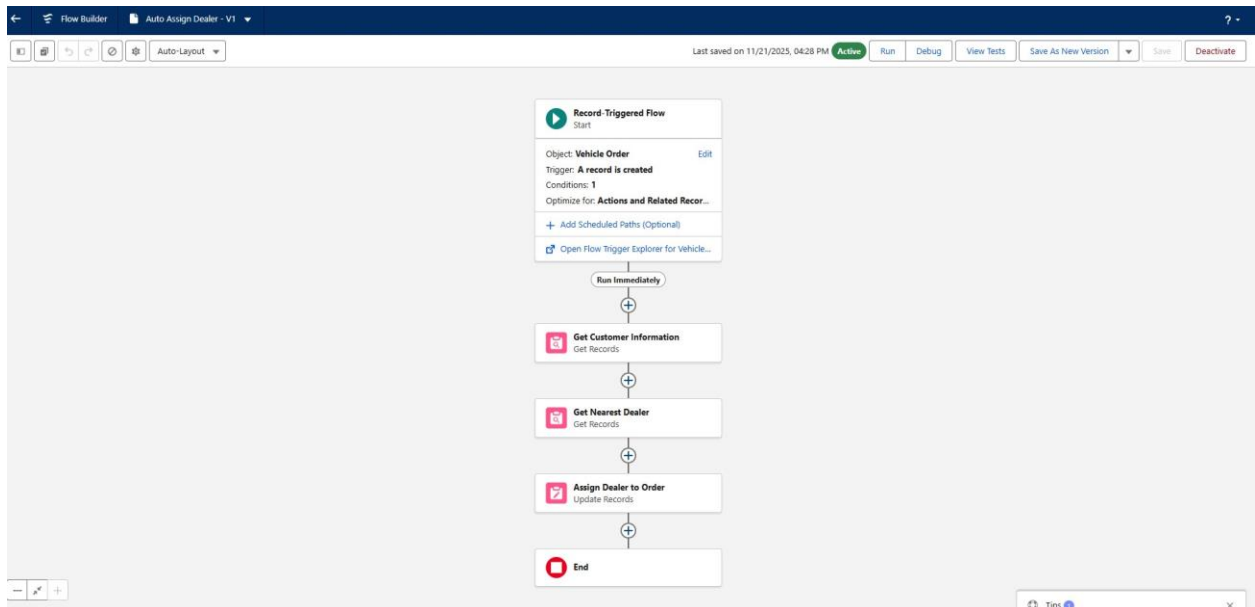 Flow Builder Auto Assign Dealer - V1 ?
Auto-Layout Last saved on 11/21/2025, 04:28 PM Active Run Debug View Tests Save As New Version Save Deactivate
Record-Triggered Flow
Start
Object: Vehicle Order Edit
Trigger: A record is created
Conditions: 1
Optimize for: Actions and Related Recor...
+ Add Scheduled Paths (Optional)
Open Flow Trigger Explorer for Vehicle...
Run Immediately
Get Customer Information
Get Records
Get Nearest Dealer
Get Records
Assign Dealer to Order
Update Records
End
Tips